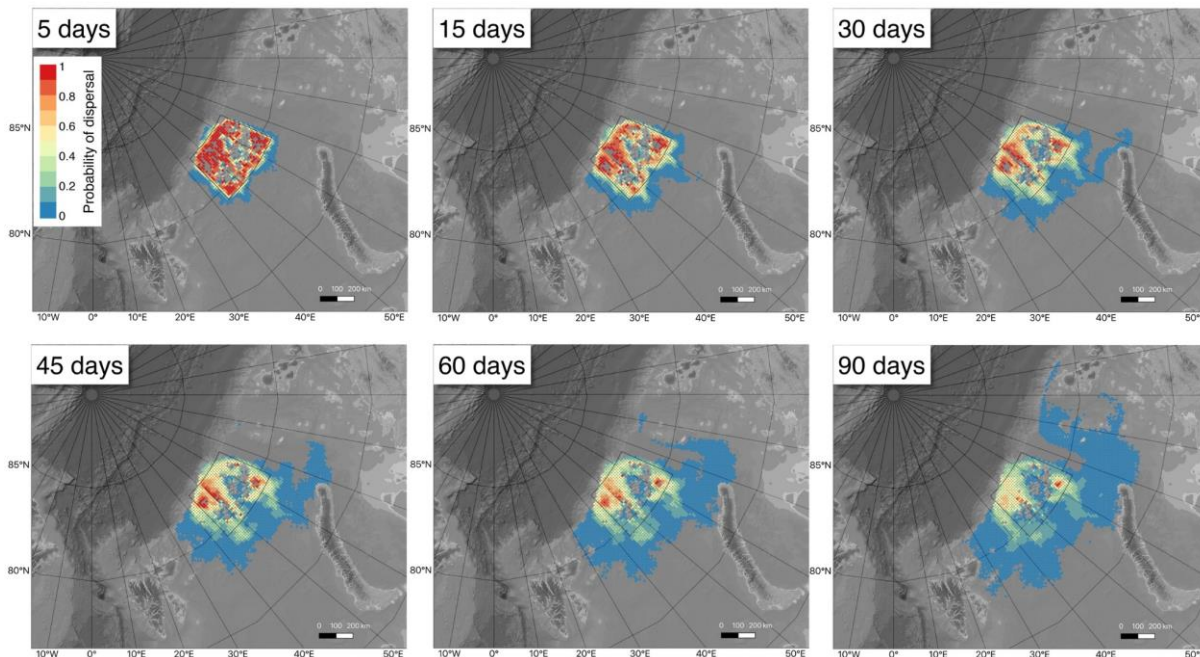 5 days
1
0.8
0.6
0.4
0.2
0
Probability of dispersal
85°N
80°N
0 100 200 km
10°W 0° 10°E 20°E 30°E 40°E 50°E
15 days
85°N
80°N
0 100 200 km
10°W 0° 10°E 20°E 30°E 40°E 50°E
30 days
85°N
80°N
0 100 200 km
10°W 0° 10°E 20°E 30°E 40°E 50°E
45 days
85°N
80°N
0 100 200 km
10°W 0° 10°E 20°E 30°E 40°E 50°E
60 days
85°N
80°N
0 100 200 km
10°W 0° 10°E 20°E 30°E 40°E 50°E
90 days
85°N
80°N
0 100 200 km
10°W 0° 10°E 20°E 30°E 40°E 50°E